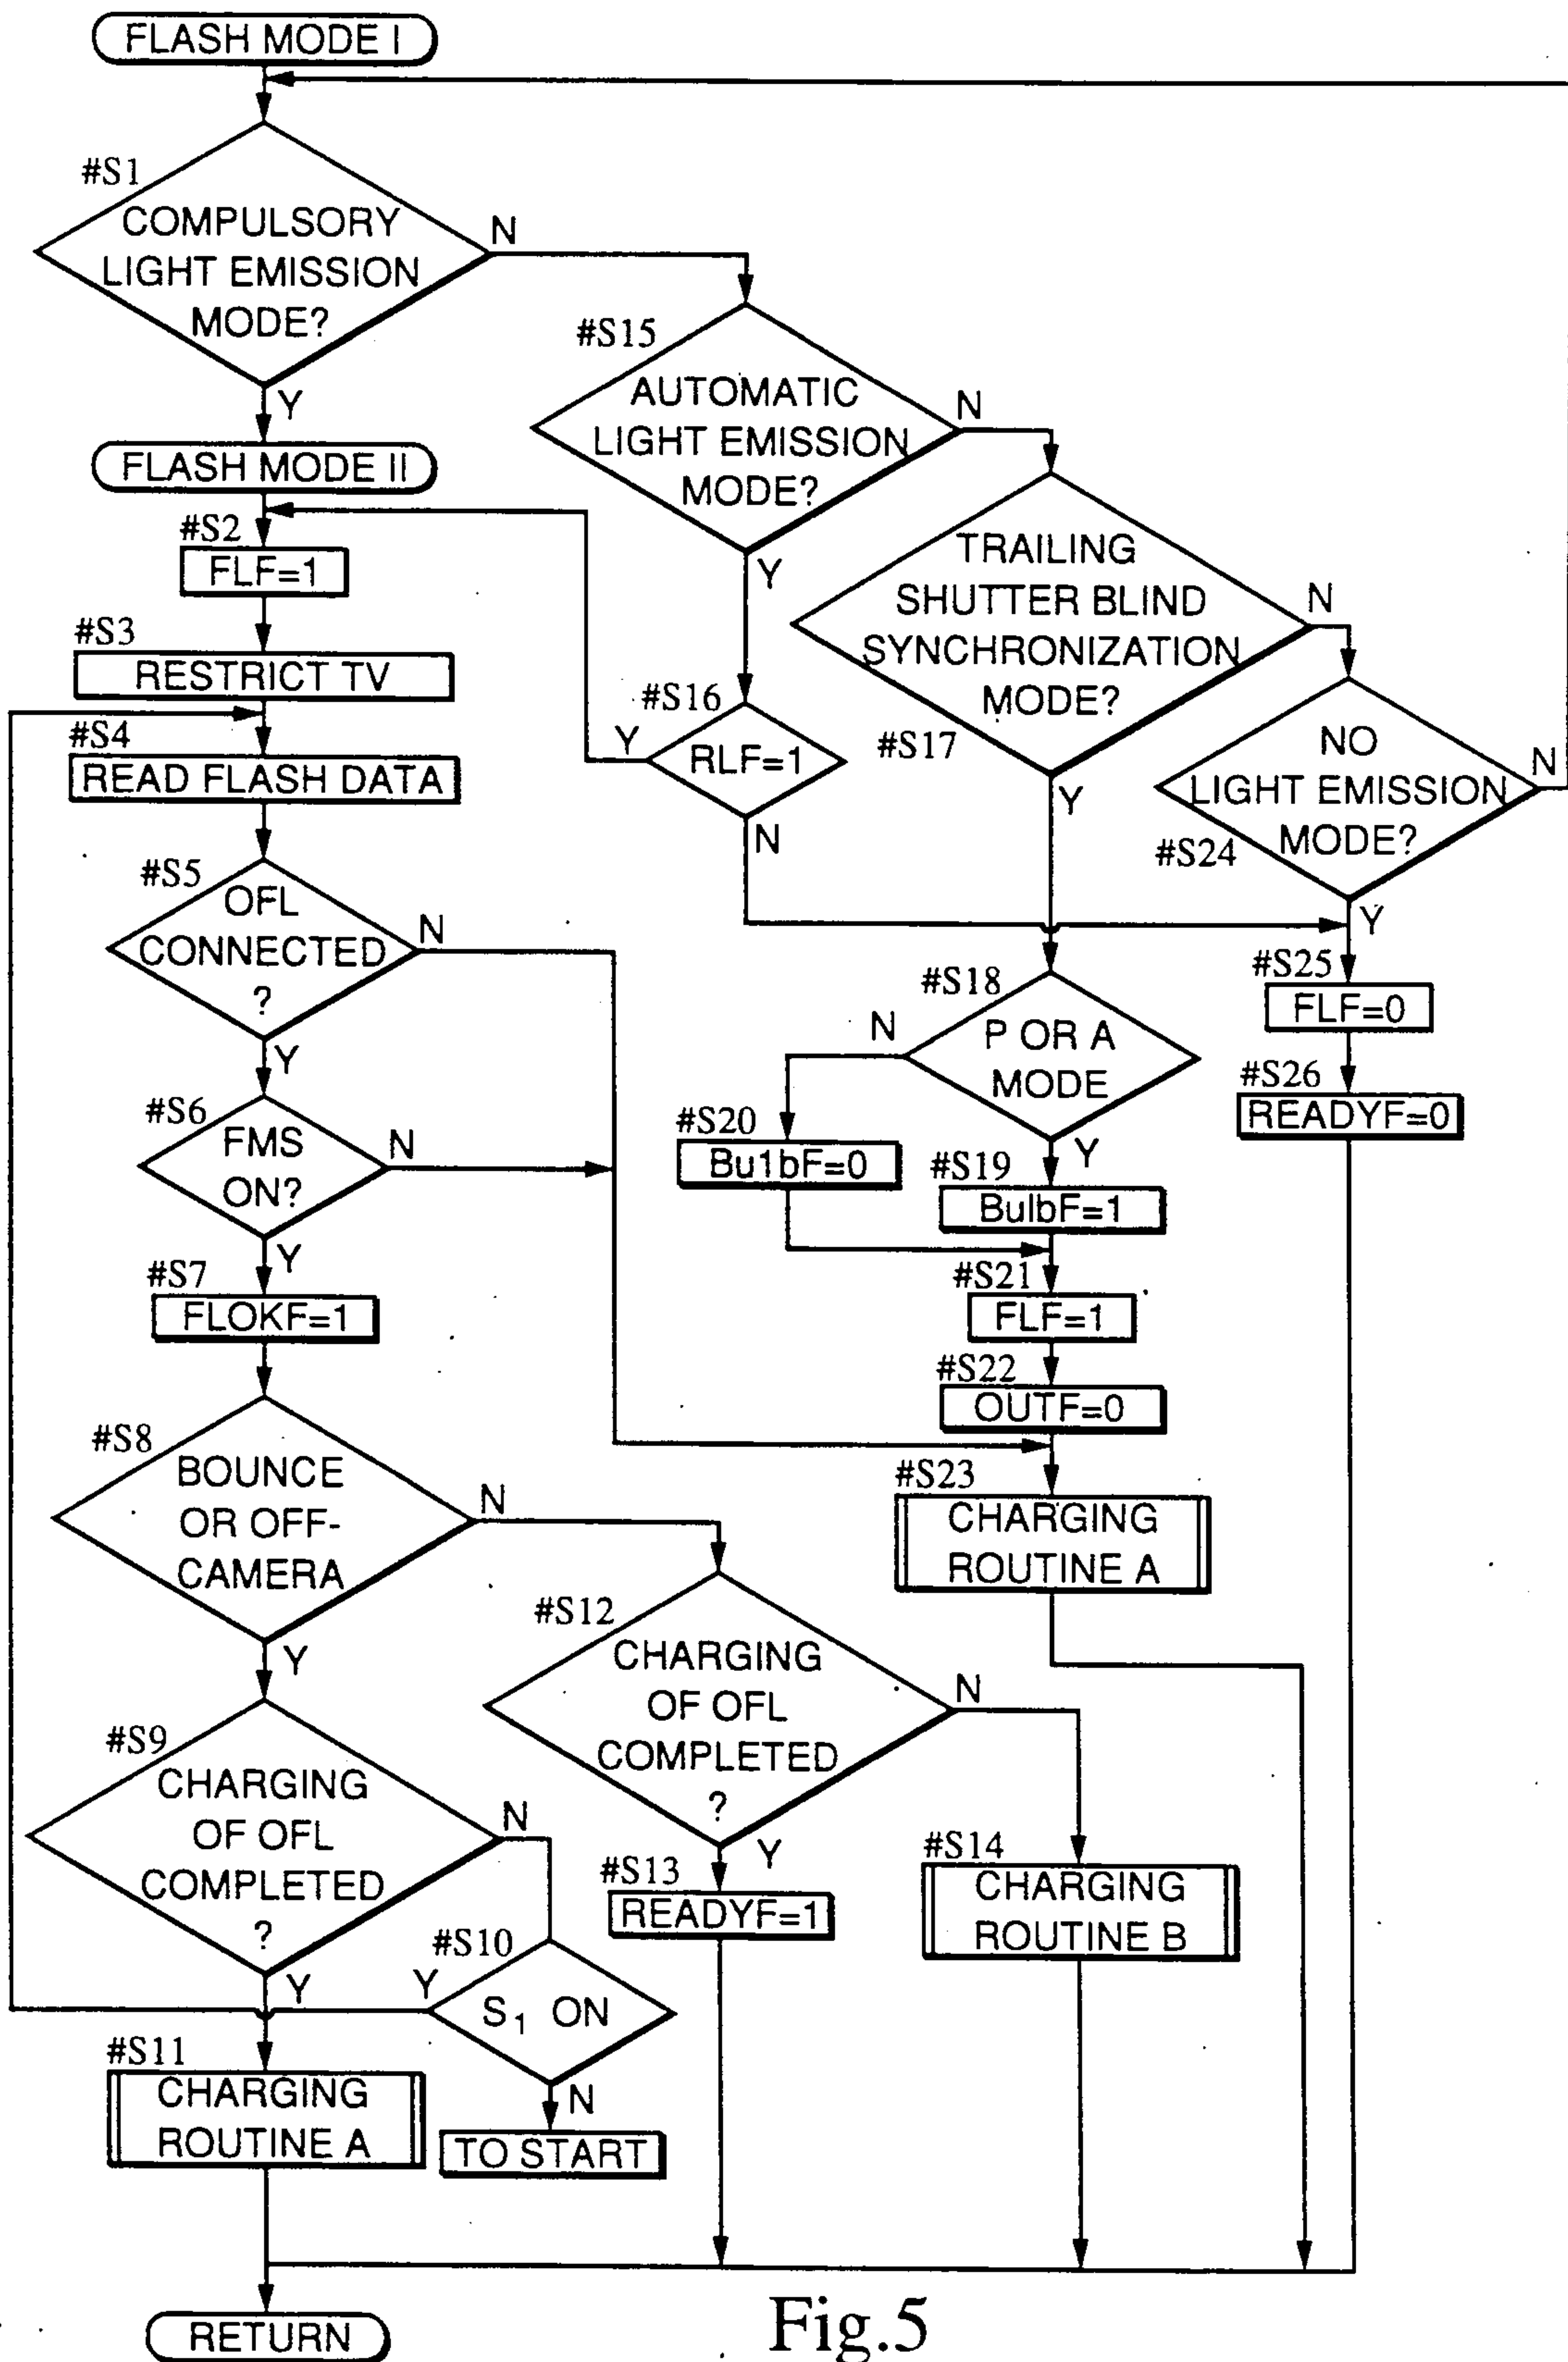 FLASH MODE I
#S1
COMPULSORY
LIGHT EMISSION
MODE?
N
Y
#S15
AUTOMATIC
LIGHT EMISSION
MODE?
N
Y
FLASH MODE II
#S2
FLF=1
#S3
RESTRICT TV
#S4
READ FLASH DATA
#S16
RLF=1
Y
N
TRAILING
SHUTTER BLIND
SYNCHRONIZATION
MODE?
#S17
N
Y
NO
LIGHT EMISSION
MODE?
#S24
N
Y
#S5
OFL
CONNECTED
?
N
Y
#S6
FMS
ON?
N
Y
#S7
FLOKF=1
#S18
P OR A
MODE
N
Y
#S20
Bu1bF=0
#S19
BulbF=1
#S21
FLF=1
#S22
OUTF=0
#S23
CHARGING
ROUTINE A
#S25
FLF=0
#S26
READYF=0
#S8
BOUNCE
OR OFF-
CAMERA
N
Y
#S12
CHARGING
OF OFL
COMPLETED
?
N
Y
#S9
CHARGING
OF OFL
COMPLETED
?
N
Y
#S13
READYF=1
#S14
CHARGING
ROUTINE B
#S10
S1 ON
Y
N
#S11
CHARGING
ROUTINE A
TO START
RETURN
Fig.5